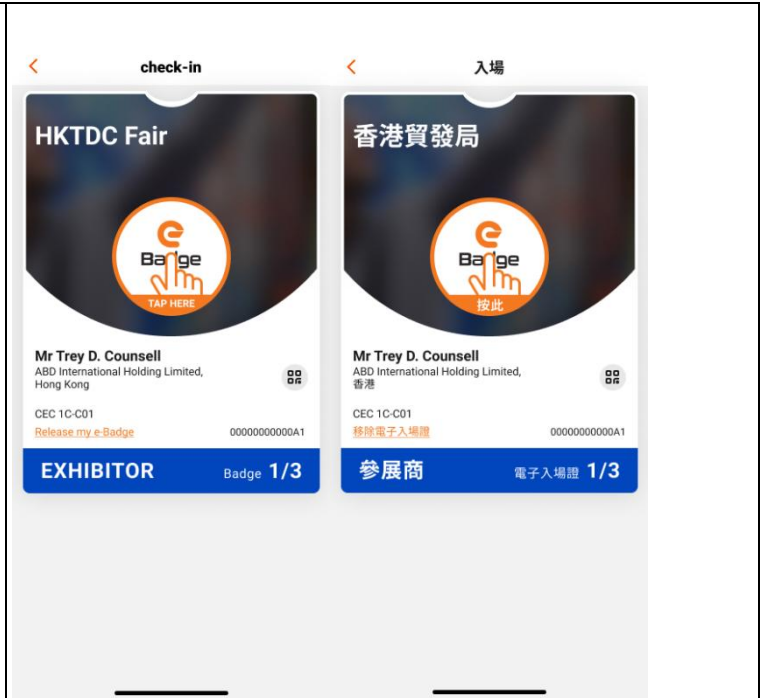 check-in
HKTDC Fair
Badge
TAP HERE
Mr Trey D. Counsell
ABD International Holding Limited,
Hong Kong
CEC 1C-C01
Release my e-Badge
00000000000A1
EXHIBITOR
Badge 1/3
入場
香港貿發局
Badge
按此
Mr Trey D. Counsell
ABD International Holding Limited,
香港
CEC 1C-C01
移除電子入場證
00000000000A1
參展商
電子入場證 1/3